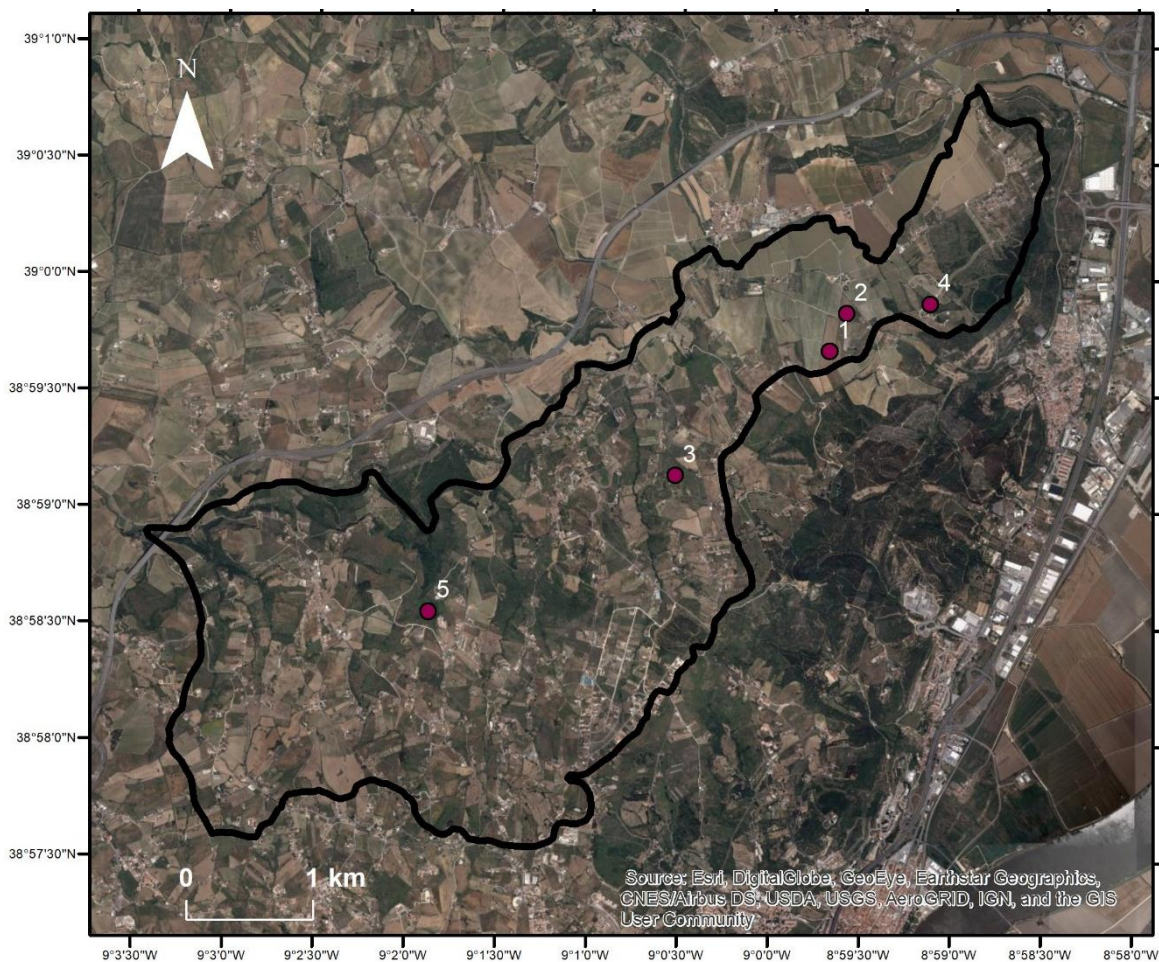 39°1'0"N
39°0'30"N
39°0'0"N
38°59'30"N
38°59'0"N
38°58'30"N
38°58'0"N
38°57'30"N
N
2
4
1
3
5
0 1 km
Source: Esri, DigitalGlobe, GeoEye, Earthstar Geographics,
CNES/Airbus DS, USDA, USGS, AeroGRID, IGN, and the GIS
User Community
9°3'30"W 9°3'0"W 9°2'30"W 9°2'0"W 9°1'30"W 9°1'0"W 9°0'30"W 9°0'0"W 8°59'30"W 8°59'0"W 8°58'30"W 8°58'0"W